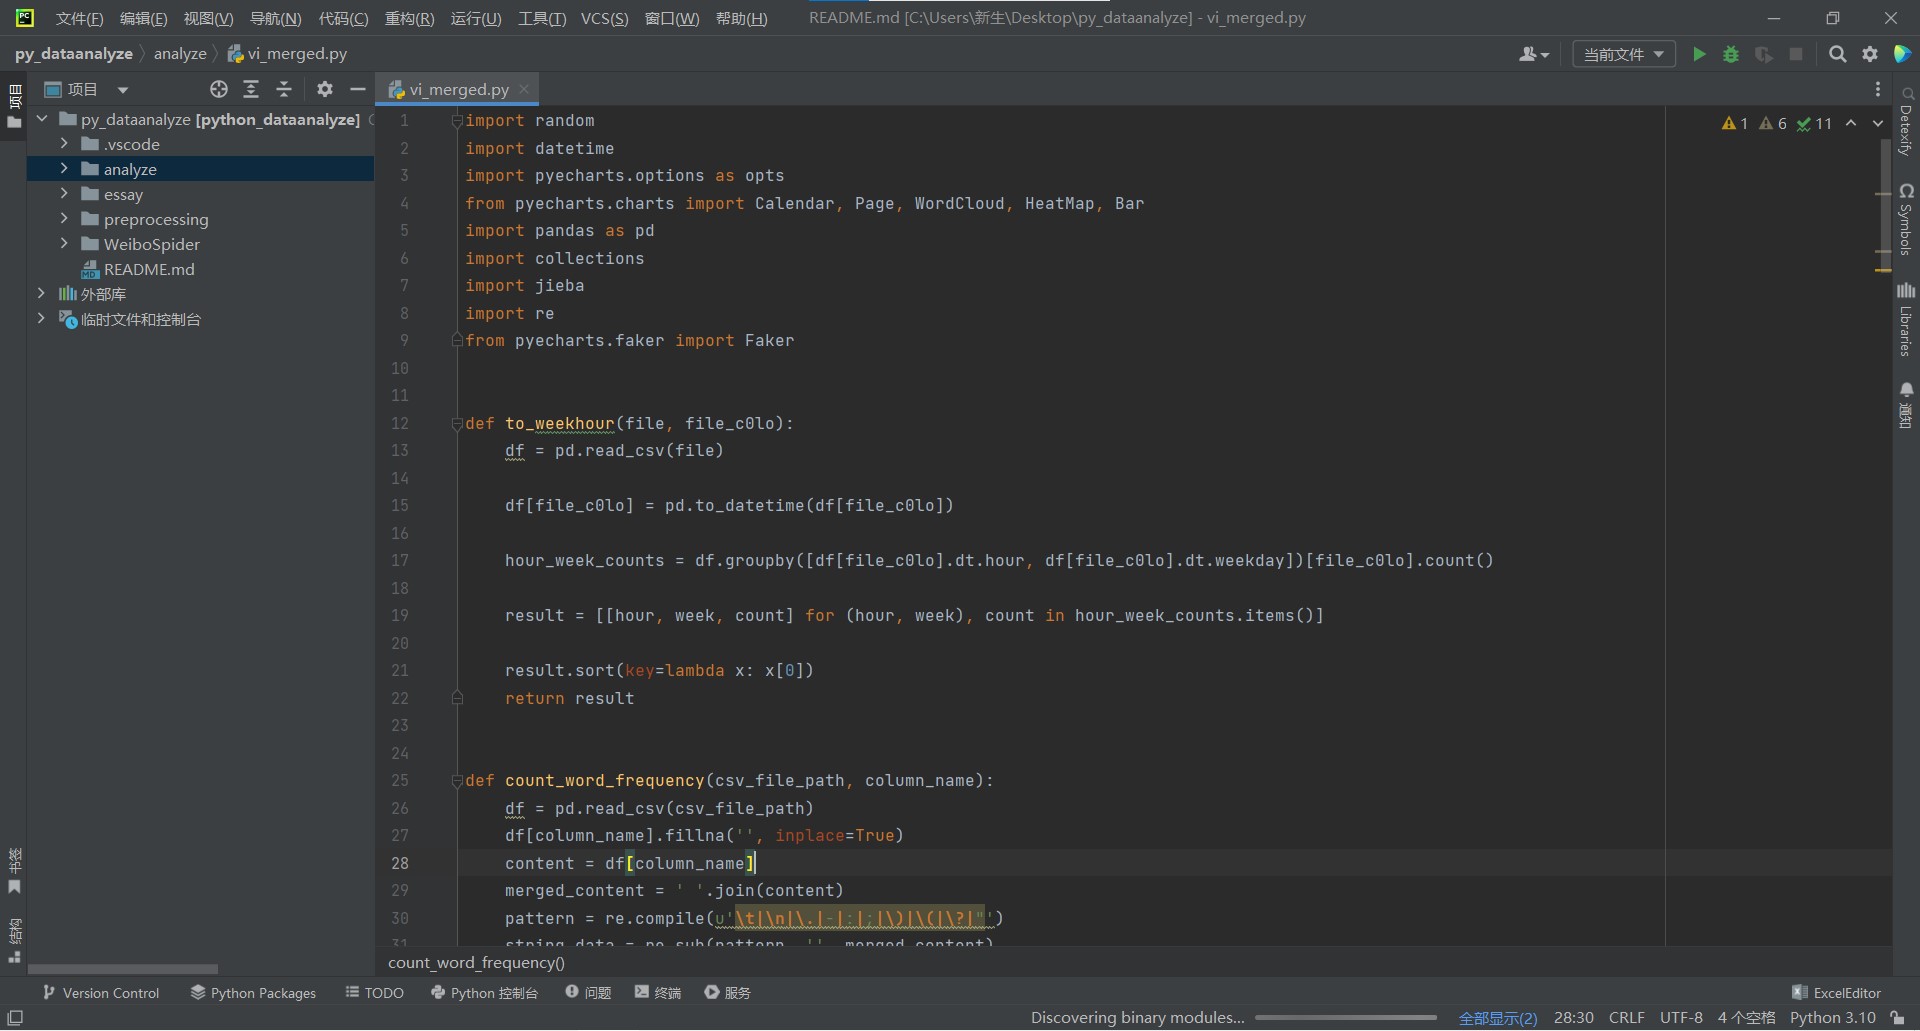 PC 文件(F) 编辑(E) 视图(V) 导航(N) 代码(C) 重构(R) 运行(U) 工具(T) VCS(S) 窗口(W) 帮助(H) README.md [C:\Users\新生\Desktop\py_dataanalyze] - vi_merged.py
py_dataanalyze analyze vi_merged.py 当前文件
项目 vi_merged.py
项目
py_dataanalyze [python_dataanalyze]
.vscode
analyze
essay
preprocessing
WeiboSpider
README.md
外部库
临时文件和控制台
书签
结构
1 6 11
1 import random
2 import datetime
3 import pyecharts.options as opts
4 from pyecharts.charts import Calendar, Page, WordCloud, HeatMap, Bar
5 import pandas as pd
6 import collections
7 import jieba
8 import re
9 from pyecharts.faker import Faker
10
11
12 def to_weekhour(file, file_c0lo):
13 df = pd.read_csv(file)
14
15 df[file_c0lo] = pd.to_datetime(df[file_c0lo])
16
17 hour_week_counts = df.groupby([df[file_c0lo].dt.hour, df[file_c0lo].dt.weekday])[file_c0lo].count()
18
19 result = [[hour, week, count] for (hour, week), count in hour_week_counts.items()]
20
21 result.sort(key=lambda x: x[0])
22 return result
23
24
25 def count_word_frequency(csv_file_path, column_name):
26 df = pd.read_csv(csv_file_path)
27 df[column_name].fillna('', inplace=True)
28 content = df[column_name]
29 merged_content = ' '.join(content)
30 pattern = re.compile(u'\t|\n|\.|-|:|;|\)|\(|\?|"')
31 string_data = re.sub(pattern, '', merged_content)
count_word_frequency()
Detexify
Symbols
Libraries
通知
Version Control Python Packages TODO Python 控制台 问题 终端 服务 ExcelEditor
Discovering binary modules... 全部显示(2) 28:30 CRLF UTF-8 4 个空格 Python 3.10